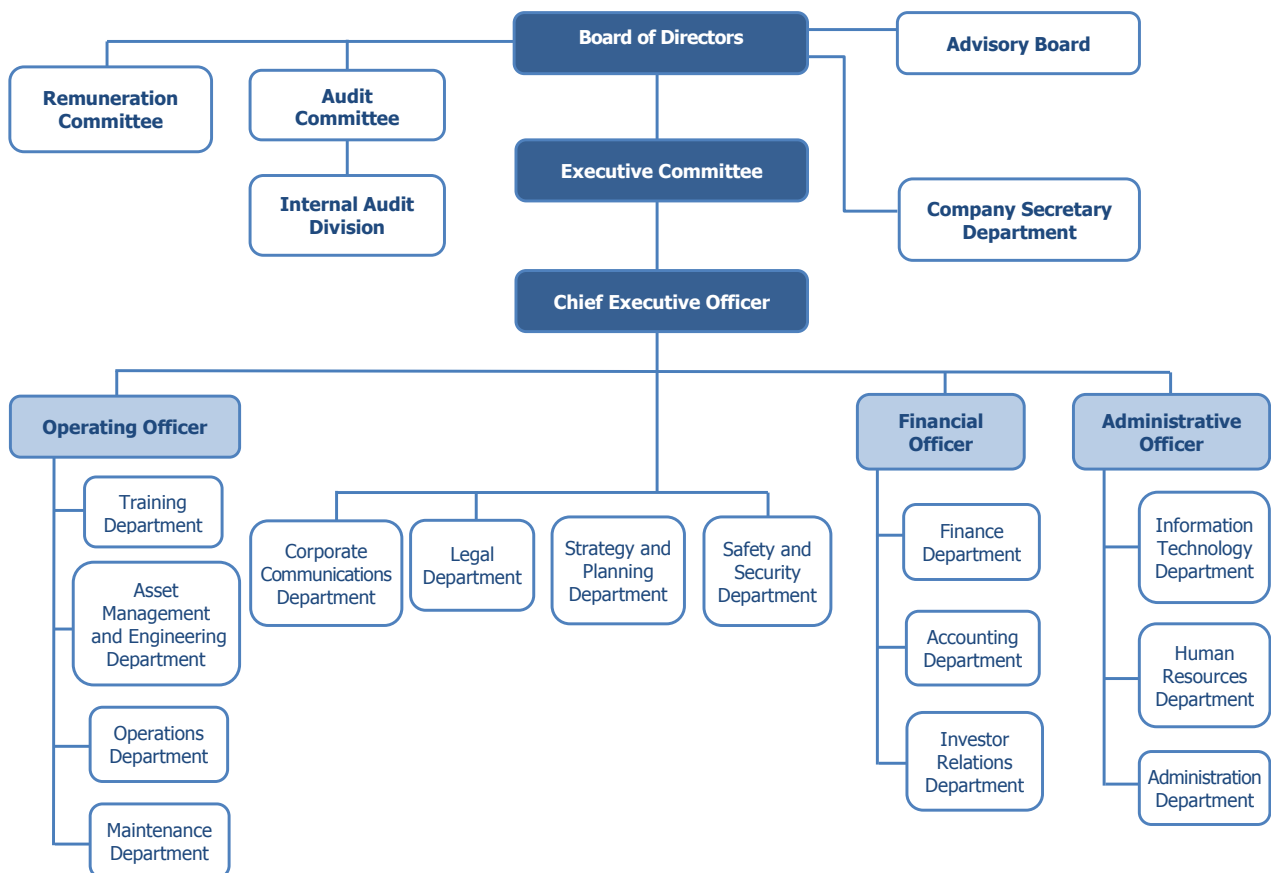 Board of Directors
Advisory Board
Remuneration
Committee
Audit
Committee
Executive Committee
Internal Audit
Division
Company Secretary
Department
Chief Executive Officer
Operating Officer
Financial
Officer
Administrative
Officer
Training
Department
Asset
Management
and Engineering
Department
Operations
Department
Maintenance
Department
Corporate
Communications
Department
Legal
Department
Strategy and
Planning
Department
Safety and
Security
Department
Finance
Department
Accounting
Department
Investor
Relations
Department
Information
Technology
Department
Human
Resources
Department
Administration
Department